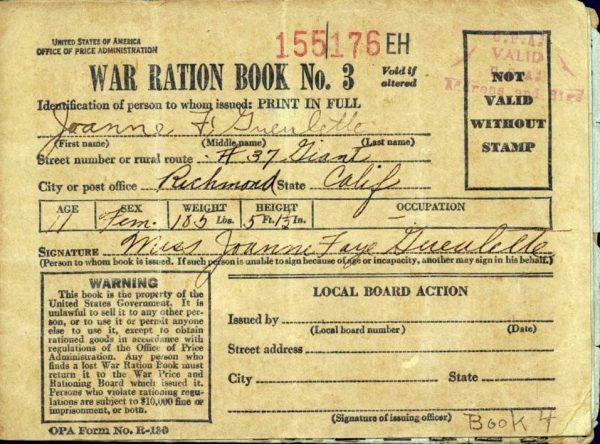 UNITED STATES OF AMERICA
OFFICE OF PRICE ADMINISTRATION
155176 EH
WAR RATION BOOK No. 3
Void if
altered
O.P.A.
VALID
NOT
VALID
WITHOUT
STAMP
Identification of person to whom issued: PRINT IN FULL
Joanne F. Gueulette
(First name) (Middle name) (Last name)
Street number or rural route # 37 Giant
City or post office Richmond State Calif
AGE SEX WEIGHT HEIGHT OCCUPATION
11 Fem. Lbs. 5 Ft. In.
SIGNATURE Miss Joanne Faye Gueulette
(Person to whom book is issued. If such person is unable to sign because of age or incapacity, another may sign in his behalf.)
WARNING
This book is the property of the
United States Government. It is
unlawful to sell it to any other per-
son, or to use it or permit anyone
else to use it, except to obtain
rationed goods in accordance with
regulations of the Office of Price
Administration. Any person who
finds a lost War Ration Book must
return it to the War Price and
Rationing Board which issued it.
Persons who violate rationing regu-
lations are subject to $10,000 fine or
imprisonment, or both.
LOCAL BOARD ACTION
Issued by
(Local board number) (Date)
Street address
City State
(Signature of issuing officer)
Book 4
OPA Form No. R-130